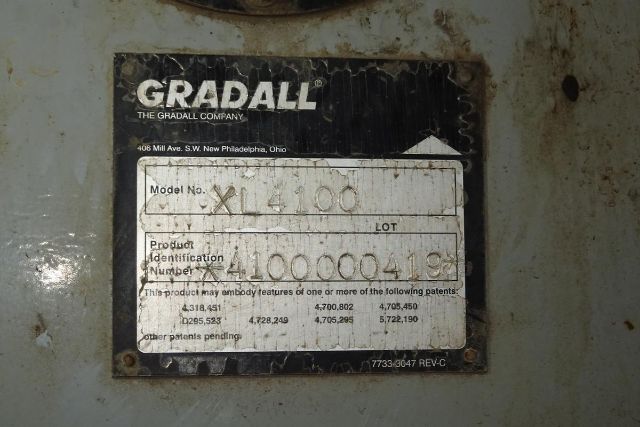 GRADALL®
THE GRADALL COMPANY
406 Mill Ave. S.W. New Philadelphia, Ohio
Model No. XL4100
Y LOT
Product
Identification
Number *4100000419*
This product may embody features of one or more of the following patents:
4,318,451 4,700,802 4,705,450
D295,523 4,728,249 4,705,295 5,722,190
other patents pending.
7733-3047 REV-C